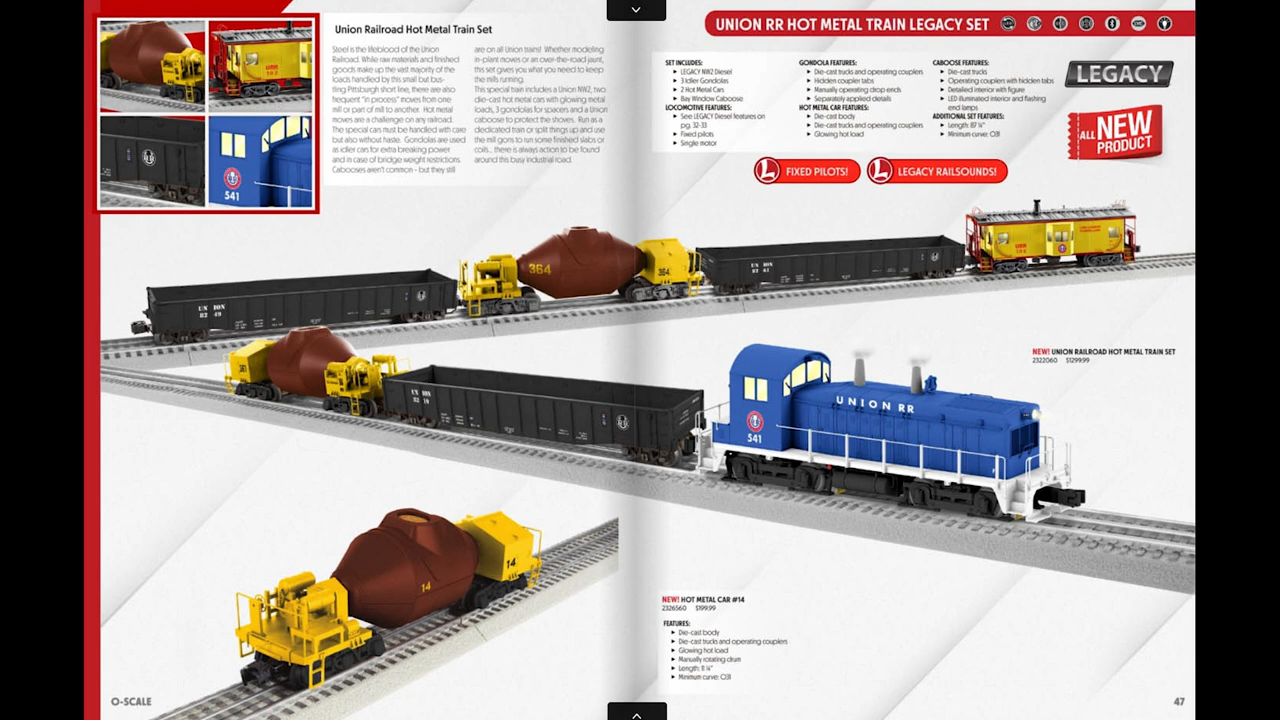 Union Railroad Hot Metal Train Set
Steel is the lifeblood of the Union
Railroad. While raw materials and finished
goods make up the vast majority of the
loads handled by this small but bus-
tling Pittsburgh short line, there are also
frequent "in process" moves from one
mill or part of mill to another. Hot metal
moves are a challenge on any railroad.
The special cars must be handled with care
but also without haste. Gondolas are used
as idler cars for extra breaking power
and in case of bridge weight restrictions.
Cabooses aren't common - but they still
are on all Union trains! Whether modeling
in-plant moves or an over-the-road jaunt,
this set gives you what you need to keep
the mills running.
This special train includes a Union NW2, two
die-cast hot metal cars with glowing metal
loads, 3 gondolas for spacers and a Union
caboose to protect the shoves. Run as a
dedicated train or split things up and use
the mill gons to run some finished slabs or
coils... there is always action to be found
around this busy industrial road.
UNION RR HOT METAL TRAIN LEGACY SET
SET INCLUDES:
► LEGACY NW2 Diesel
► 3 Idler Gondolas
► 2 Hot Metal Cars
► Bay Window Caboose
LOCOMOTIVE FEATURES:
► See LEGACY Diesel features on
pg. 32-33
► Fixed pilots
► Single motor
GONDOLA FEATURES:
► Die-cast trucks and operating couplers
► Hidden coupler tabs
► Manually operating drop ends
► Separately applied details
HOT METAL CAR FEATURES:
► Die-cast body
► Die-cast trucks and operating couplers
► Glowing hot load
CABOOSE FEATURES:
► Die-cast trucks
► Operating couplers with hidden tabs
► Detailed interior with figure
► LED illuminated interior and flashing
end lamps
ADDITIONAL SET FEATURES:
► Length: 87 ¼"
► Minimum curve: O31
LEGACY
ALL NEW
PRODUCT
L FIXED PILOTS!
L LEGACY RAILSOUNDS!
541
364
364
UNION
8249
UNION
UNION
NEW! UNION RAILROAD HOT METAL TRAIN SET
2322060 $1299.99
UNION RR
541
14
14
NEW! HOT METAL CAR #14
2326560 $199.99
FEATURES:
► Die-cast body
► Die-cast trucks and operating couplers
► Glowing hot load
► Manually rotating drum
► Length: 11 ¼"
► Minimum curve: O31
O-SCALE
47